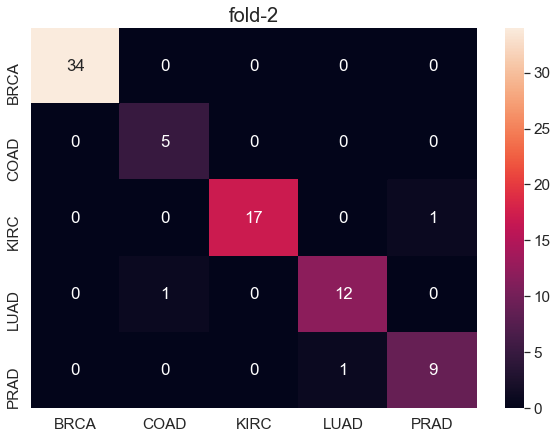 fold-2
BRCA 34 0 0 0 0
COAD 0 5 0 0 0
KIRC 0 0 17 0 1
LUAD 0 1 0 12 0
PRAD 0 0 0 1 9
BRCA COAD KIRC LUAD PRAD
30
25
20
15
10
5
0